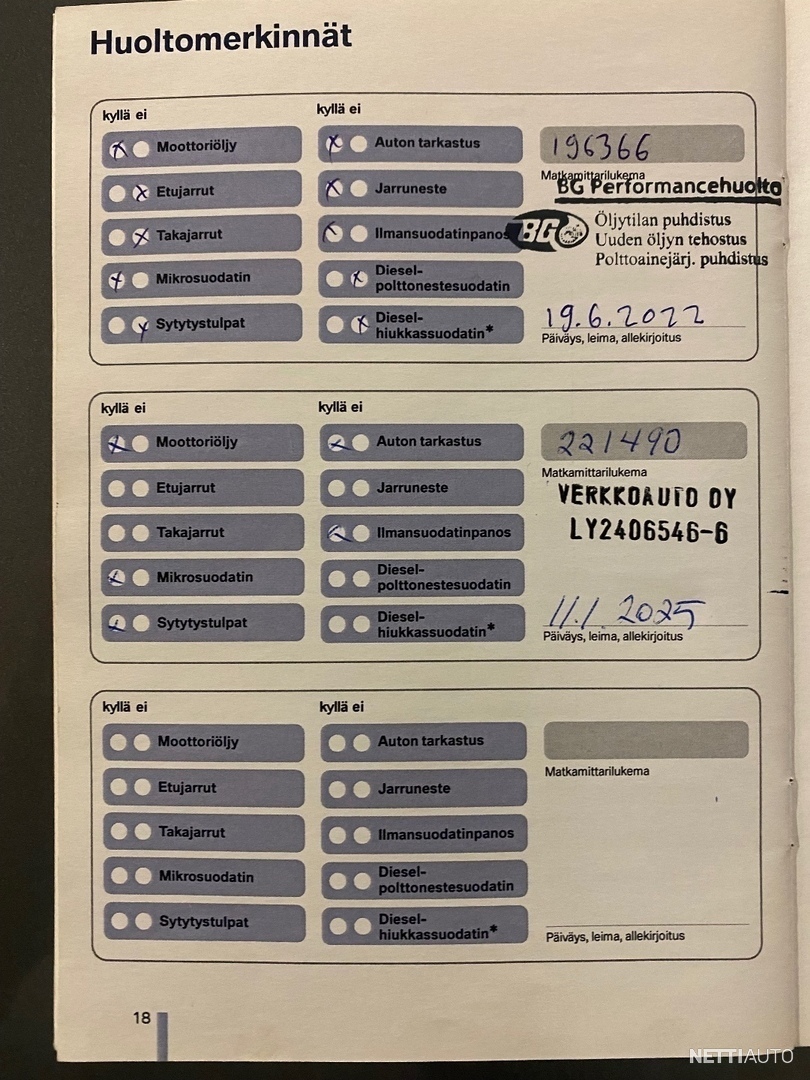 Huoltomerkinnät
kyllä ei
kyllä ei
Moottoriöljy
Auton tarkastus
196366
Matkamittarilukema
Etujarrut
Jarruneste
BG Performancehuolto
Takajarrut
Ilmansuodatinpanos
BG
Öljytilan puhdistus
Uuden öljyn tehostus
Polttoainejärj. puhdistus
Mikrosuodatin
Diesel-
polttonestesuodatin
Sytytystulpat
Diesel-
hiukkassuodatin*
19.6.2022
Päiväys, leima, allekirjoitus
kyllä ei
kyllä ei
Moottoriöljy
Auton tarkastus
221490
Matkamittarilukema
Etujarrut
Jarruneste
VERKKOAUTO OY
LY2406546-6
Takajarrut
Ilmansuodatinpanos
Mikrosuodatin
Diesel-
polttonestesuodatin
Sytytystulpat
Diesel-
hiukkassuodatin*
11.1.2025
Päiväys, leima, allekirjoitus
kyllä ei
kyllä ei
Moottoriöljy
Auton tarkastus
Matkamittarilukema
Etujarrut
Jarruneste
Takajarrut
Ilmansuodatinpanos
Mikrosuodatin
Diesel-
polttonestesuodatin
Sytytystulpat
Diesel-
hiukkassuodatin*
Päiväys, leima, allekirjoitus
18
NETTIAUTO